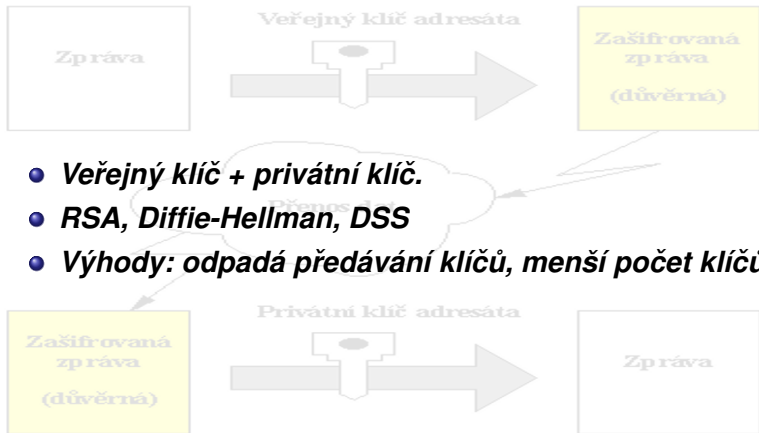 Veřejný klíč adresáta
Zpráva
Zašifrovaná
zpráva
(důvěrná)
• Veřejný klíč + privátní klíč.
Přenos dat
• RSA, Diffie-Hellman, DSS
• Výhody: odpadá předávání klíčů, menší počet klíčů
Privátní klíč adresáta
Zašifrovaná
zpráva
(důvěrná)
Zpráva